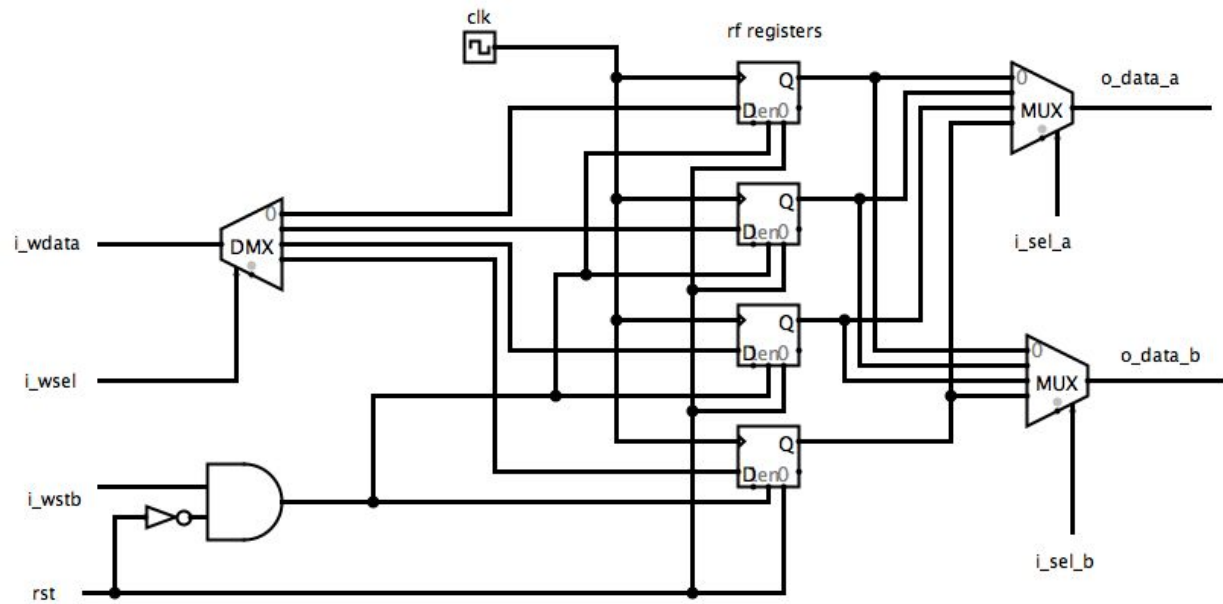 clk
rf registers
Q
D
en
0
0
MUX
o_data_a
i_sel_a
i_wdata
0
DMX
i_wsel
Q
D
en
0
Q
D
en
0
0
MUX
o_data_b
i_sel_b
Q
D
en
0
i_wstb
rst